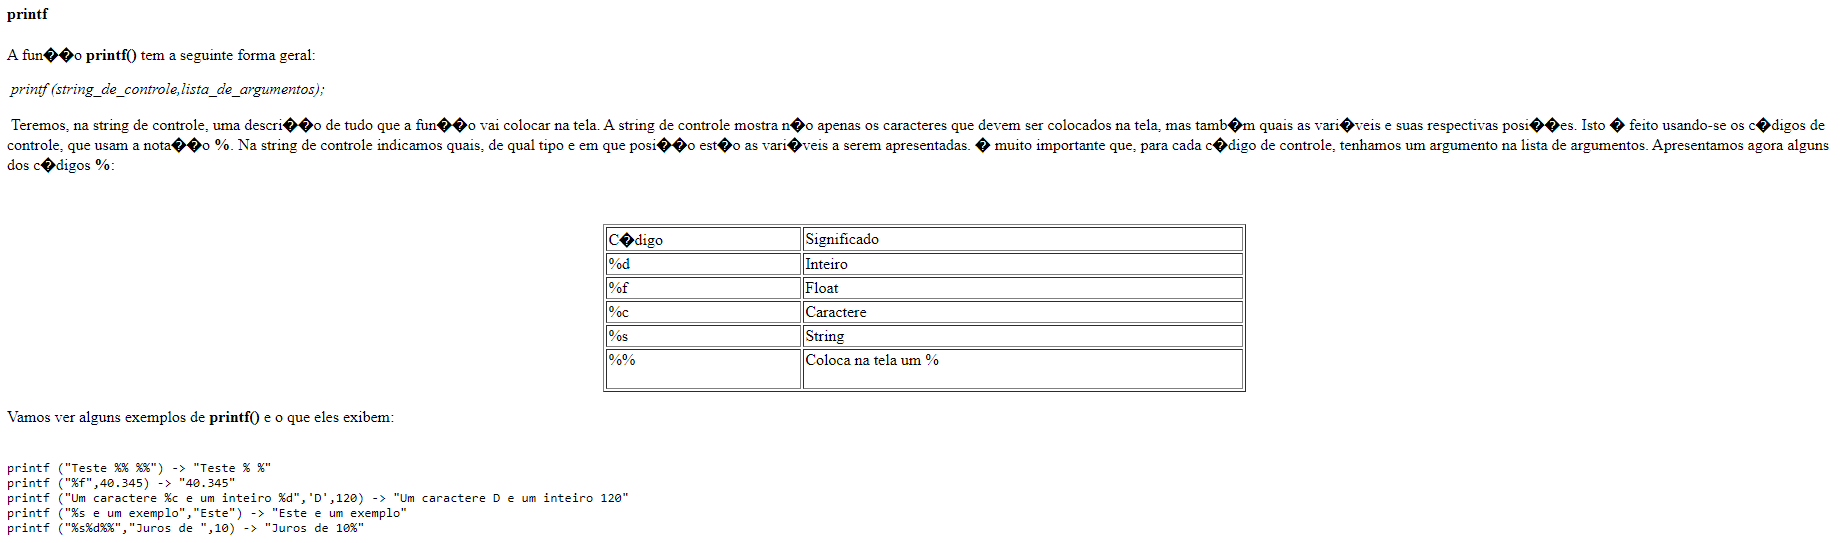 printf
A fun��o printf() tem a seguinte forma geral:
printf (string_de_controle,lista_de_argumentos);
Teremos, na string de controle, uma descri��o de tudo que a fun��o vai colocar na tela. A string de controle mostra n�o apenas os caracteres que devem ser colocados na tela, mas tamb�m quais as vari�veis e suas respectivas posi��es. Isto � feito usando-se os c�digos de
controle, que usam a nota��o %. Na string de controle indicamos quais, de qual tipo e em que posi��o est�o as vari�veis a serem apresentadas. � muito importante que, para cada c�digo de controle, tenhamos um argumento na lista de argumentos. Apresentamos agora alguns
dos c�digos %:
C�digo Significado
%d Inteiro
%f Float
%c Caractere
%s String
%% Coloca na tela um %
Vamos ver alguns exemplos de printf() e o que eles exibem:
printf ("Teste %% %%") -> "Teste % %"
printf ("%f",40.345) -> "40.345"
printf ("Um caractere %c e um inteiro %d",'D',120) -> "Um caractere D e um inteiro 120"
printf ("%s e um exemplo","Este") -> "Este e um exemplo"
printf ("%s%d%%","Juros de ",10) -> "Juros de 10%"